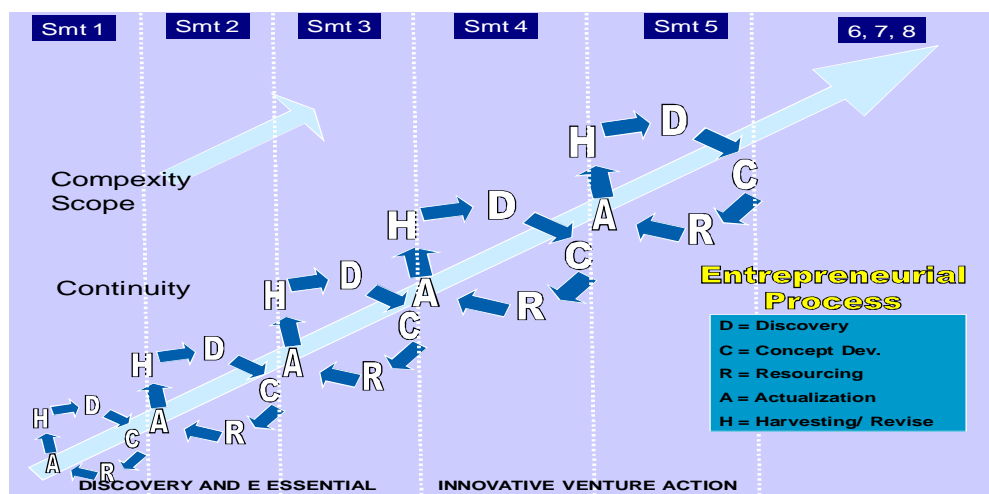 Smt 1
Smt 2
Smt 3
Smt 4
Smt 5
6, 7, 8
Compexity
Scope
Continuity
H
D
C
R
A
H
D
C
R
A
H
D
C
R
A
H
D
C
R
A
H
D
C
R
A
Entrepreneurial
Process
D = Discovery
C = Concept Dev.
R = Resourcing
A = Actualization
H = Harvesting/ Revise
DISCOVERY AND E ESSENTIAL
INNOVATIVE VENTURE ACTION